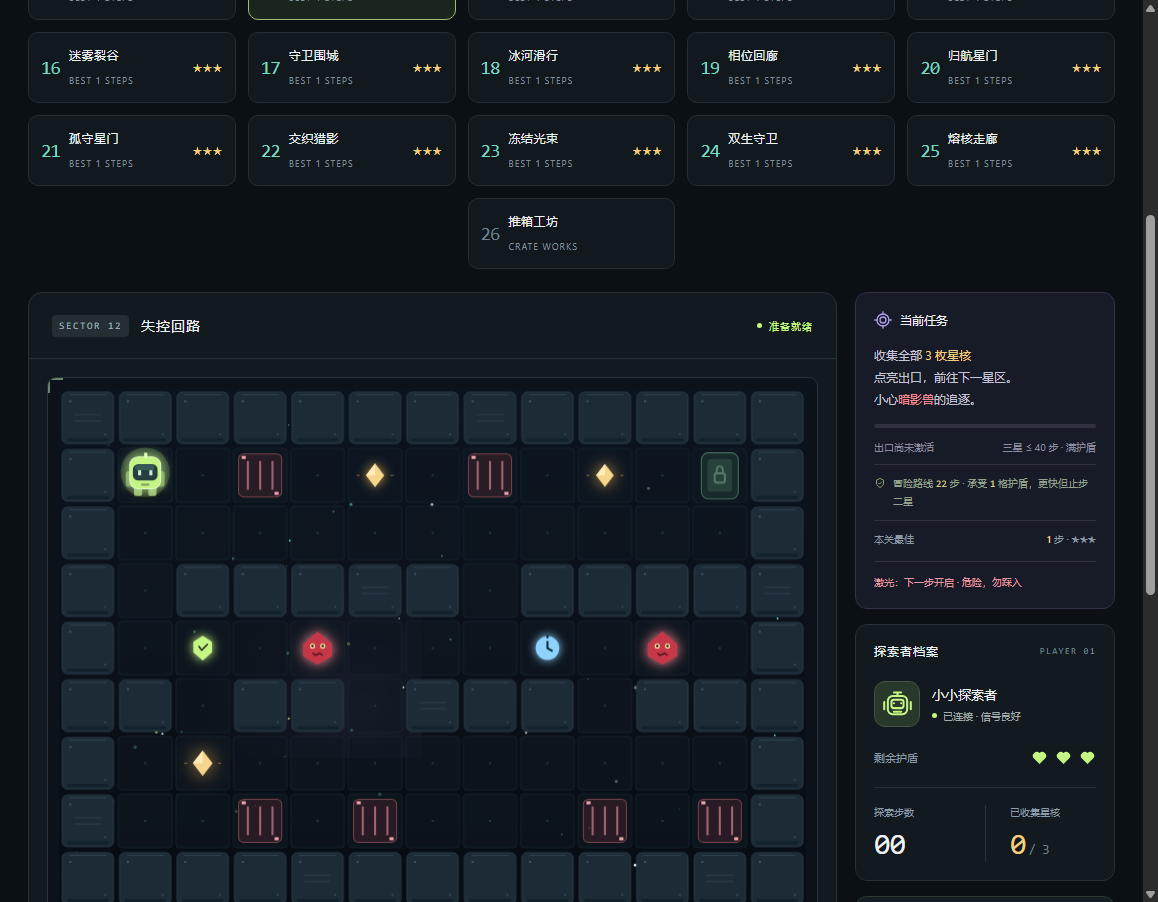 16 迷雾裂谷 ★★★
BEST 1 STEPS
17 守卫围城 ★★★
BEST 1 STEPS
18 冰河滑行 ★★★
BEST 1 STEPS
19 相位回廊 ★★★
BEST 1 STEPS
20 归航星门 ★★★
BEST 1 STEPS
21 孤守星门 ★★★
BEST 1 STEPS
22 交织猎影 ★★★
BEST 1 STEPS
23 冻结光束 ★★★
BEST 1 STEPS
24 双生守卫 ★★★
BEST 1 STEPS
25 熔核走廊 ★★★
BEST 1 STEPS
26 推箱工坊
CRATE WORKS
SECTOR 12 失控回路
准备就绪
当前任务
收集全部 3 枚星核
点亮出口，前往下一星区。
小心暗影兽的追逐。
出口尚未激活 三星 ≤ 40 步 · 满护盾
冒险路线 22 步 · 承受 1 格护盾，更快但止步
二星
本关最佳 1 步 · ★★★
激光：下一步开启 · 危险，勿踩入
探索者档案 PLAYER 01
小小探索者
已连接 · 信号良好
剩余护盾
探索步数 已收集星核
00 0 / 3